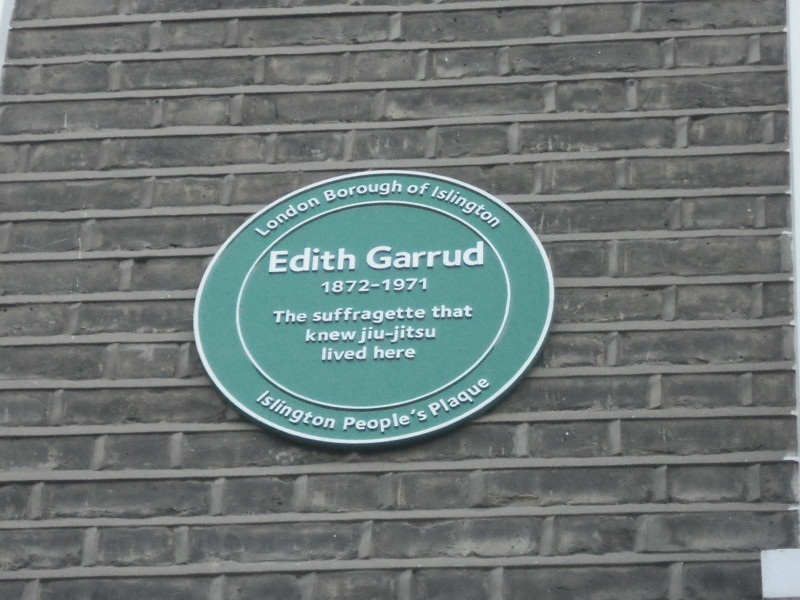 London Borough of Islington
Edith Garrud
1872-1971
The suffragette that
knew jiu-jitsu
lived here
Islington People's Plaque